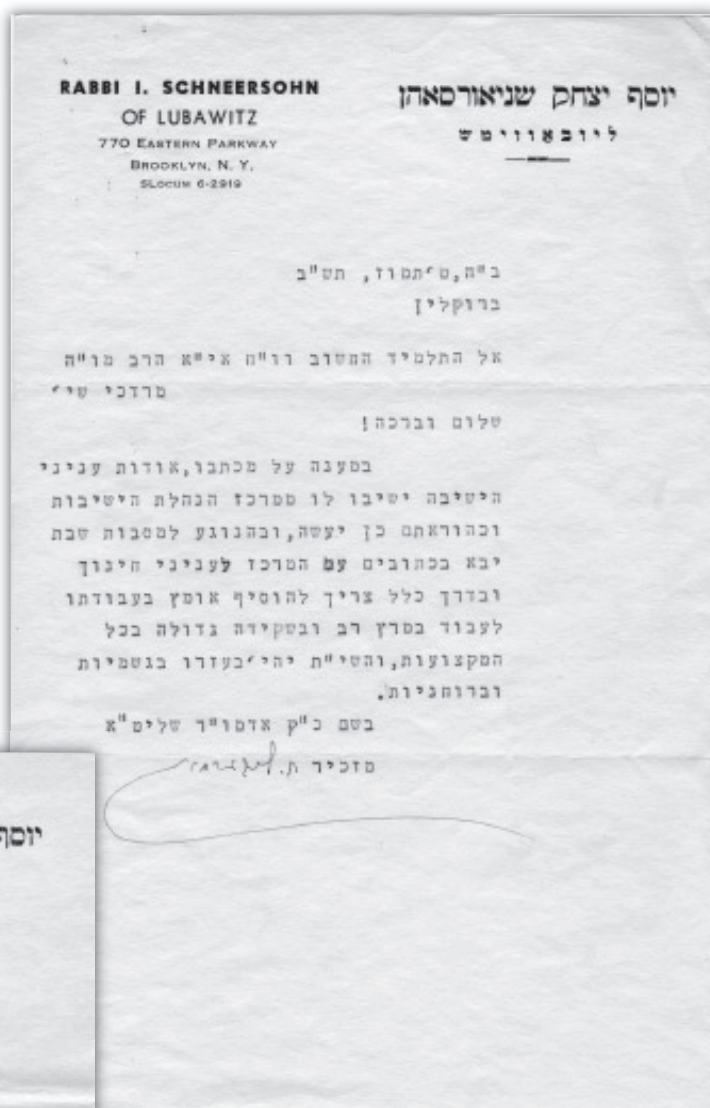 RABBI I. SCHNEERSOHN
OF LUBAWITZ
770 EASTERN PARKWAY
BROOKLYN, N. Y.
SLOCUM 6-2919
יוסף יצחק שניאורסאהן
ליובאוויטש
ב"ה, ט' תמוז, תש"ב
ברוקלין
אל התלמיד החשוב וו"ח אי"א הרב מו"ה
מרדכי שי'
שלום וברכה!
במענה על מכתבו, אודות עניני
הישיבה ישיבו לו ממרכז הנהלת הישיבות
וכהוראתם כן יעשה, ובהנוגע למסבות שבת
יבא בכתובים עם המרכז לעניני חינוך
ובדרך כלל צריך להוסיף אומץ בעבודתו
לעבוד במרץ רב ובשקידה גדולה בכל
המקצועות, והשי"ת יהי' בעזרו בגשמיות
וברוחניות.
בשם כ"ק אדמו"ר שליט"א
מזכיר
יוסף